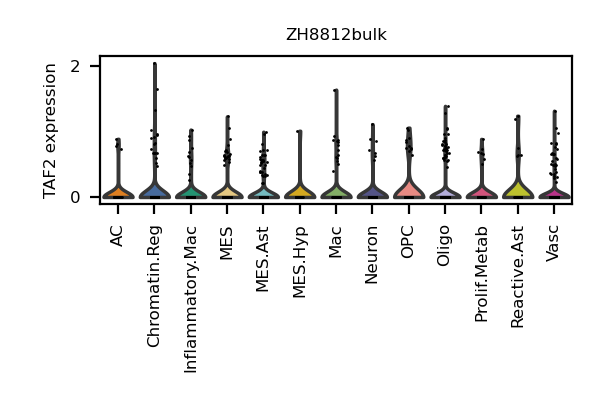 ZH8812bulk
TAF2 expression
2
0
AC
Chromatin.Reg
Inflammatory.Mac
MES
MES.Ast
MES.Hyp
Mac
Neuron
OPC
Oligo
Prolif.Metab
Reactive.Ast
Vasc